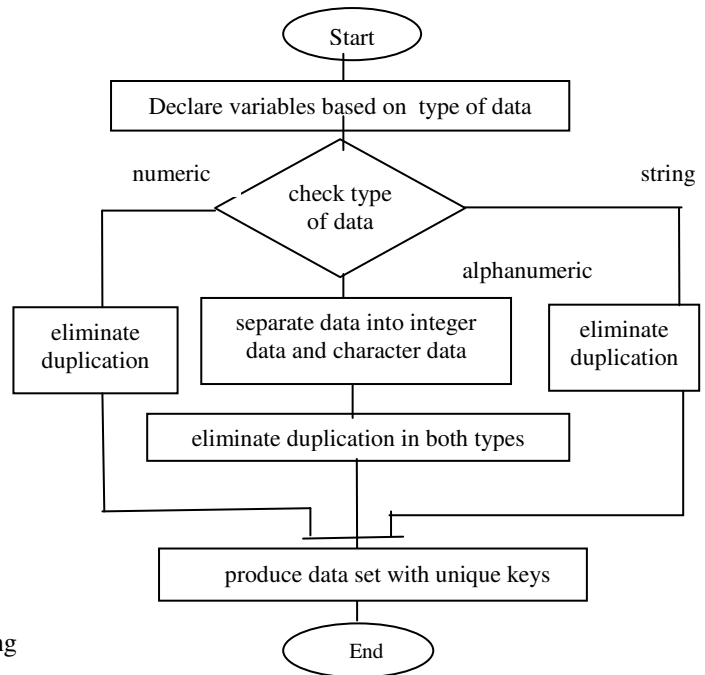 Start
Declare variables based on type of data
numeric
string
check type
of data
alphanumeric
eliminate
duplication
separate data into integer
data and character data
eliminate
duplication
eliminate duplication in both types
produce data set with unique keys
ng
End